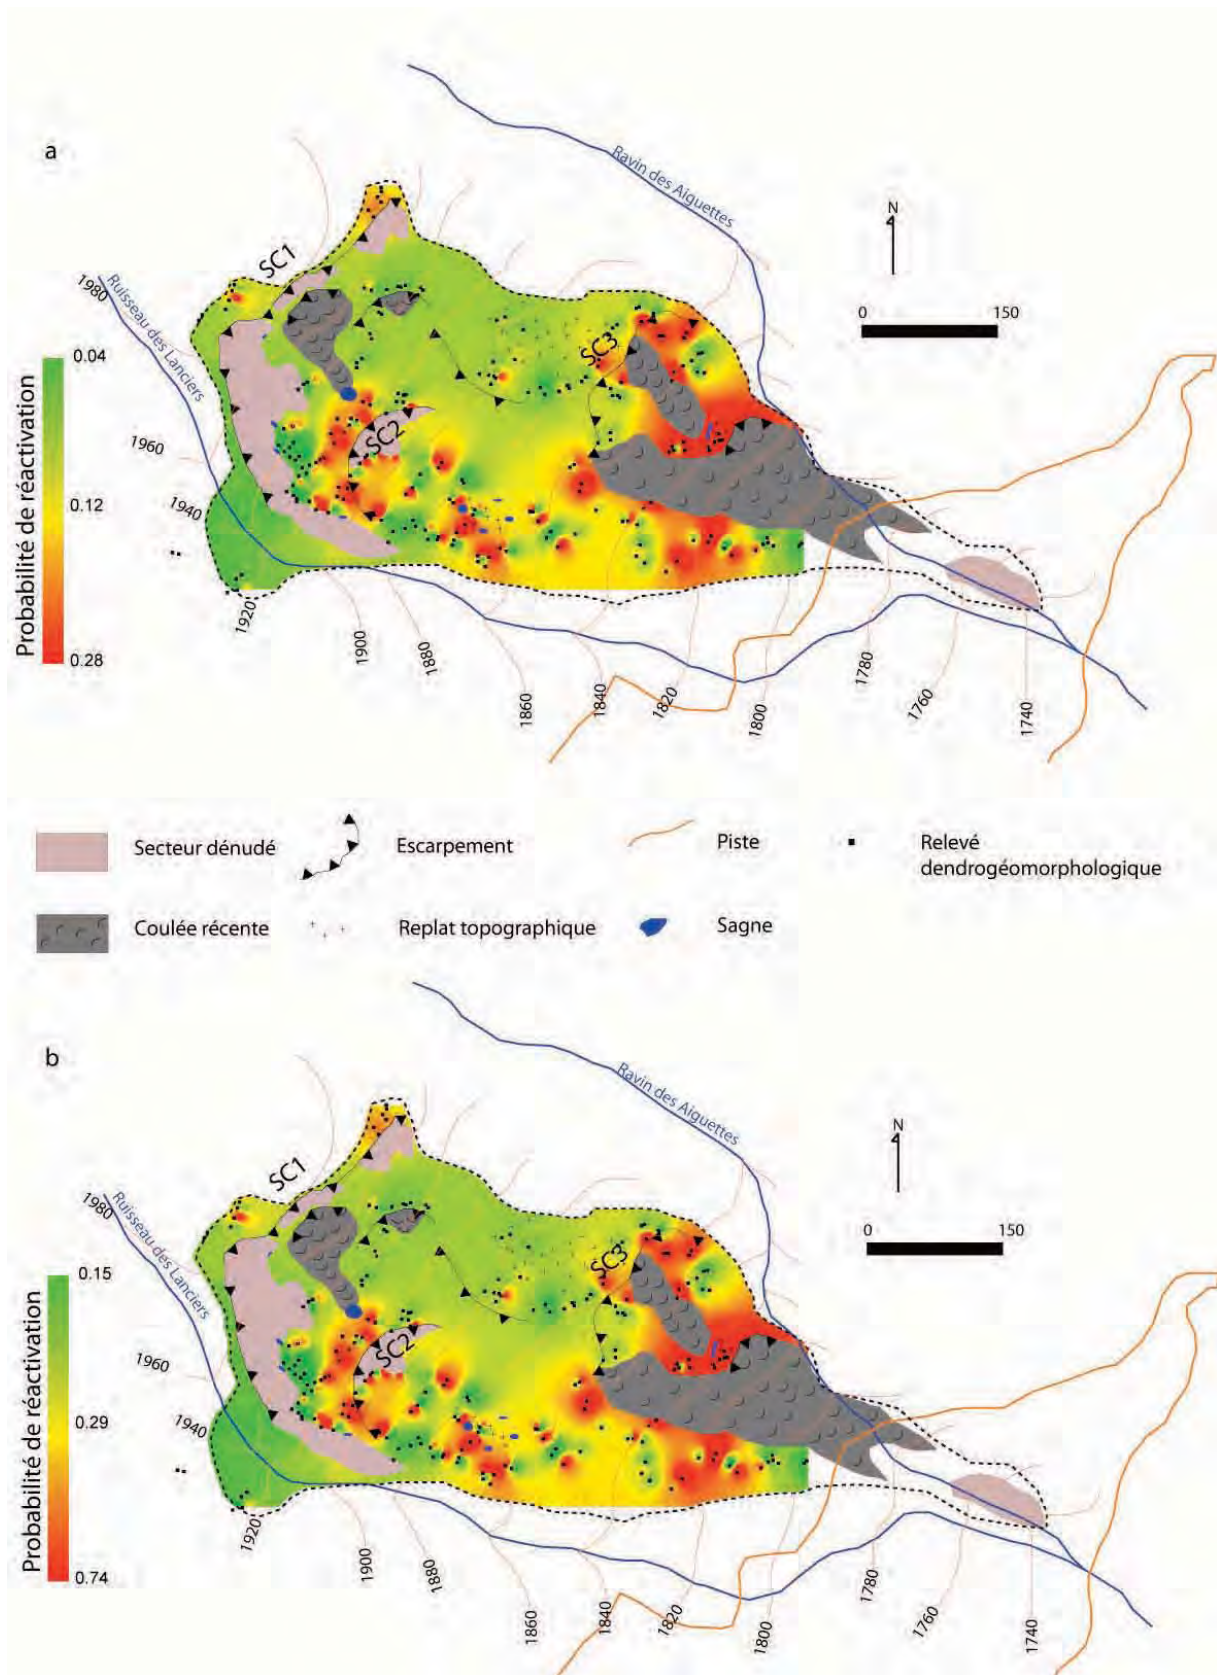 a
Ravin des Aiguettes
N
SC1
1980
Ruisseau des Lanciers
0 150
SC3
Probabilité de réactivation
0.04
0.12
0.28
SC2
1960
1940
1920
1900
1880
1860
1840
1820
1800
1780
1760
1740
Secteur dénudé
Escarpement
Piste
Relevé
dendrogéomorphologique
Coulée récente
Replat topographique
Sagne
b
Ravin des Aiguettes
N
SC1
1980
Ruisseau des Lanciers
0 150
SC3
Probabilité de réactivation
0.15
0.29
0.74
SC2
1960
1940
1920
1900
1880
1860
1840
1820
1800
1780
1760
1740